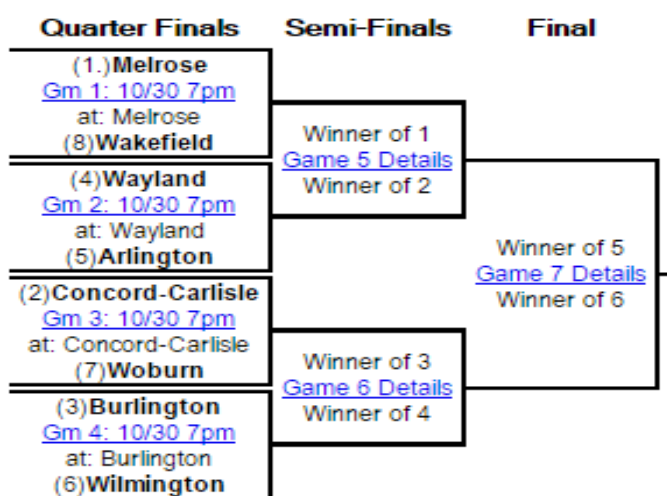 Quarter Finals Semi-Finals Final
(1.)Melrose
Gm 1: 10/30 7pm
at: Melrose
(8)Wakefield
(4)Wayland
Gm 2: 10/30 7pm
at: Wayland
(5)Arlington
(2)Concord-Carlisle
Gm 3: 10/30 7pm
at: Concord-Carlisle
(7)Woburn
(3)Burlington
Gm 4: 10/30 7pm
at: Burlington
(6)Wilmington
Winner of 1
Game 5 Details
Winner of 2
Winner of 3
Game 6 Details
Winner of 4
Winner of 5
Game 7 Details
Winner of 6